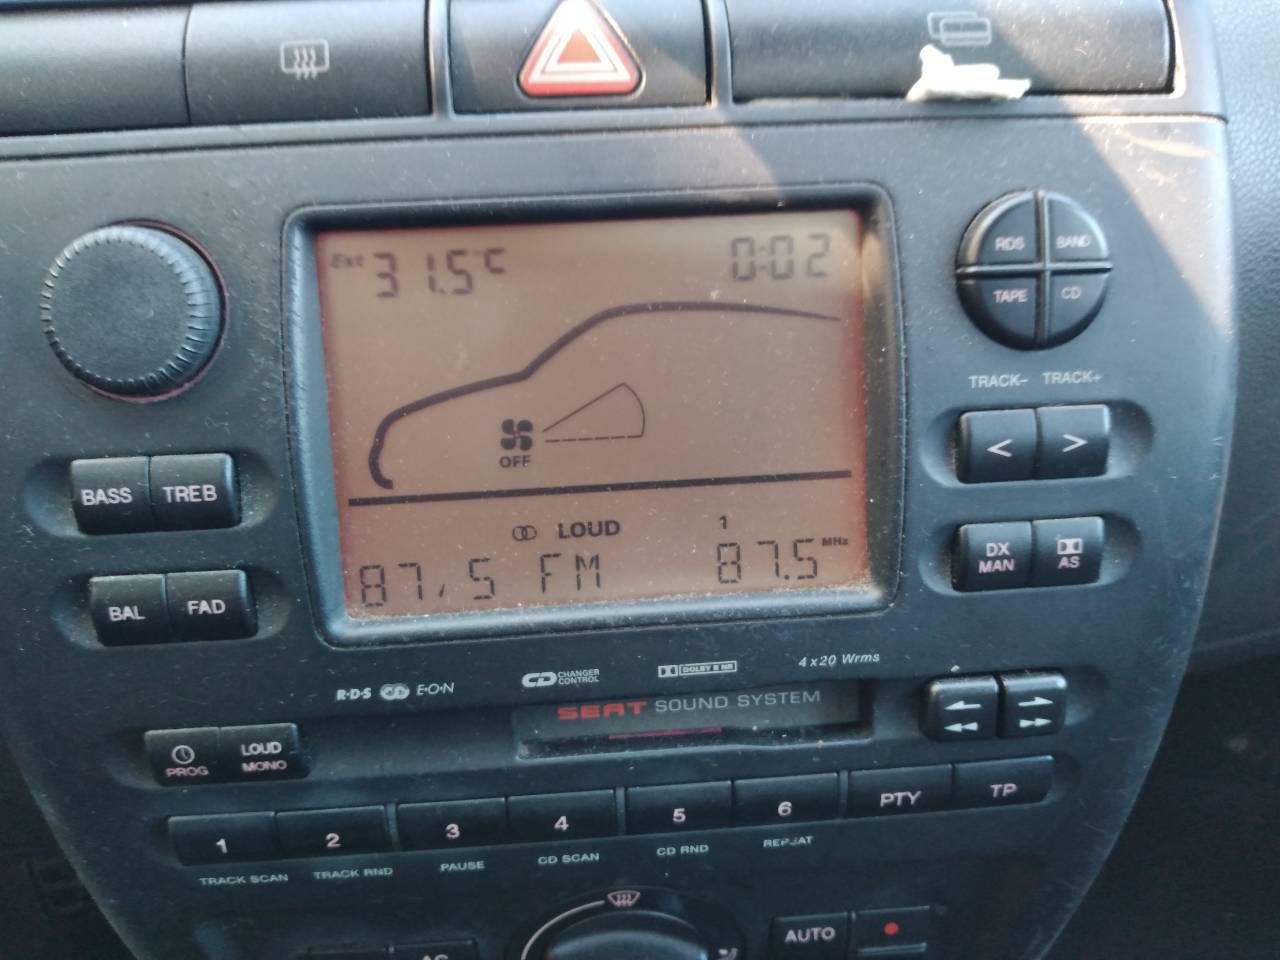 Ext 31.5°C 0:02
RDS BAND
TAPE CD
TRACK- TRACK+
< >
OFF
BASS TREB
LOUD 1
87,5 FM 87.5 MHz
DX MAN AS
BAL FAD
R·D·S E·O·N CD CHANGER CONTROL DOLBY B NR 4x20 Wrms
SEAT SOUND SYSTEM
PROG LOUD MONO
1 2 3 4 5 6 PTY TP
TRACK SCAN TRACK RND PAUSE CD SCAN CD RND REPEAT
AUTO